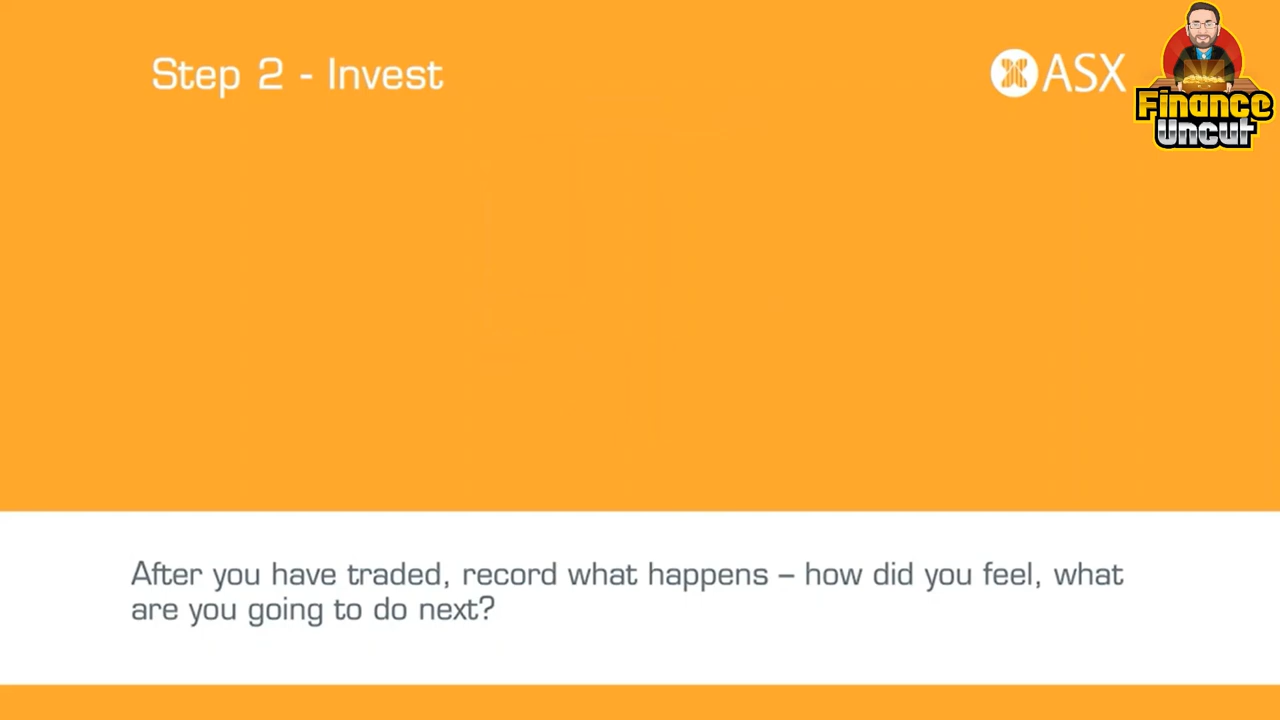 Step 2 - Invest
ASX
Finance
Uncut
After you have traded, record what happens – how did you feel, what
are you going to do next?